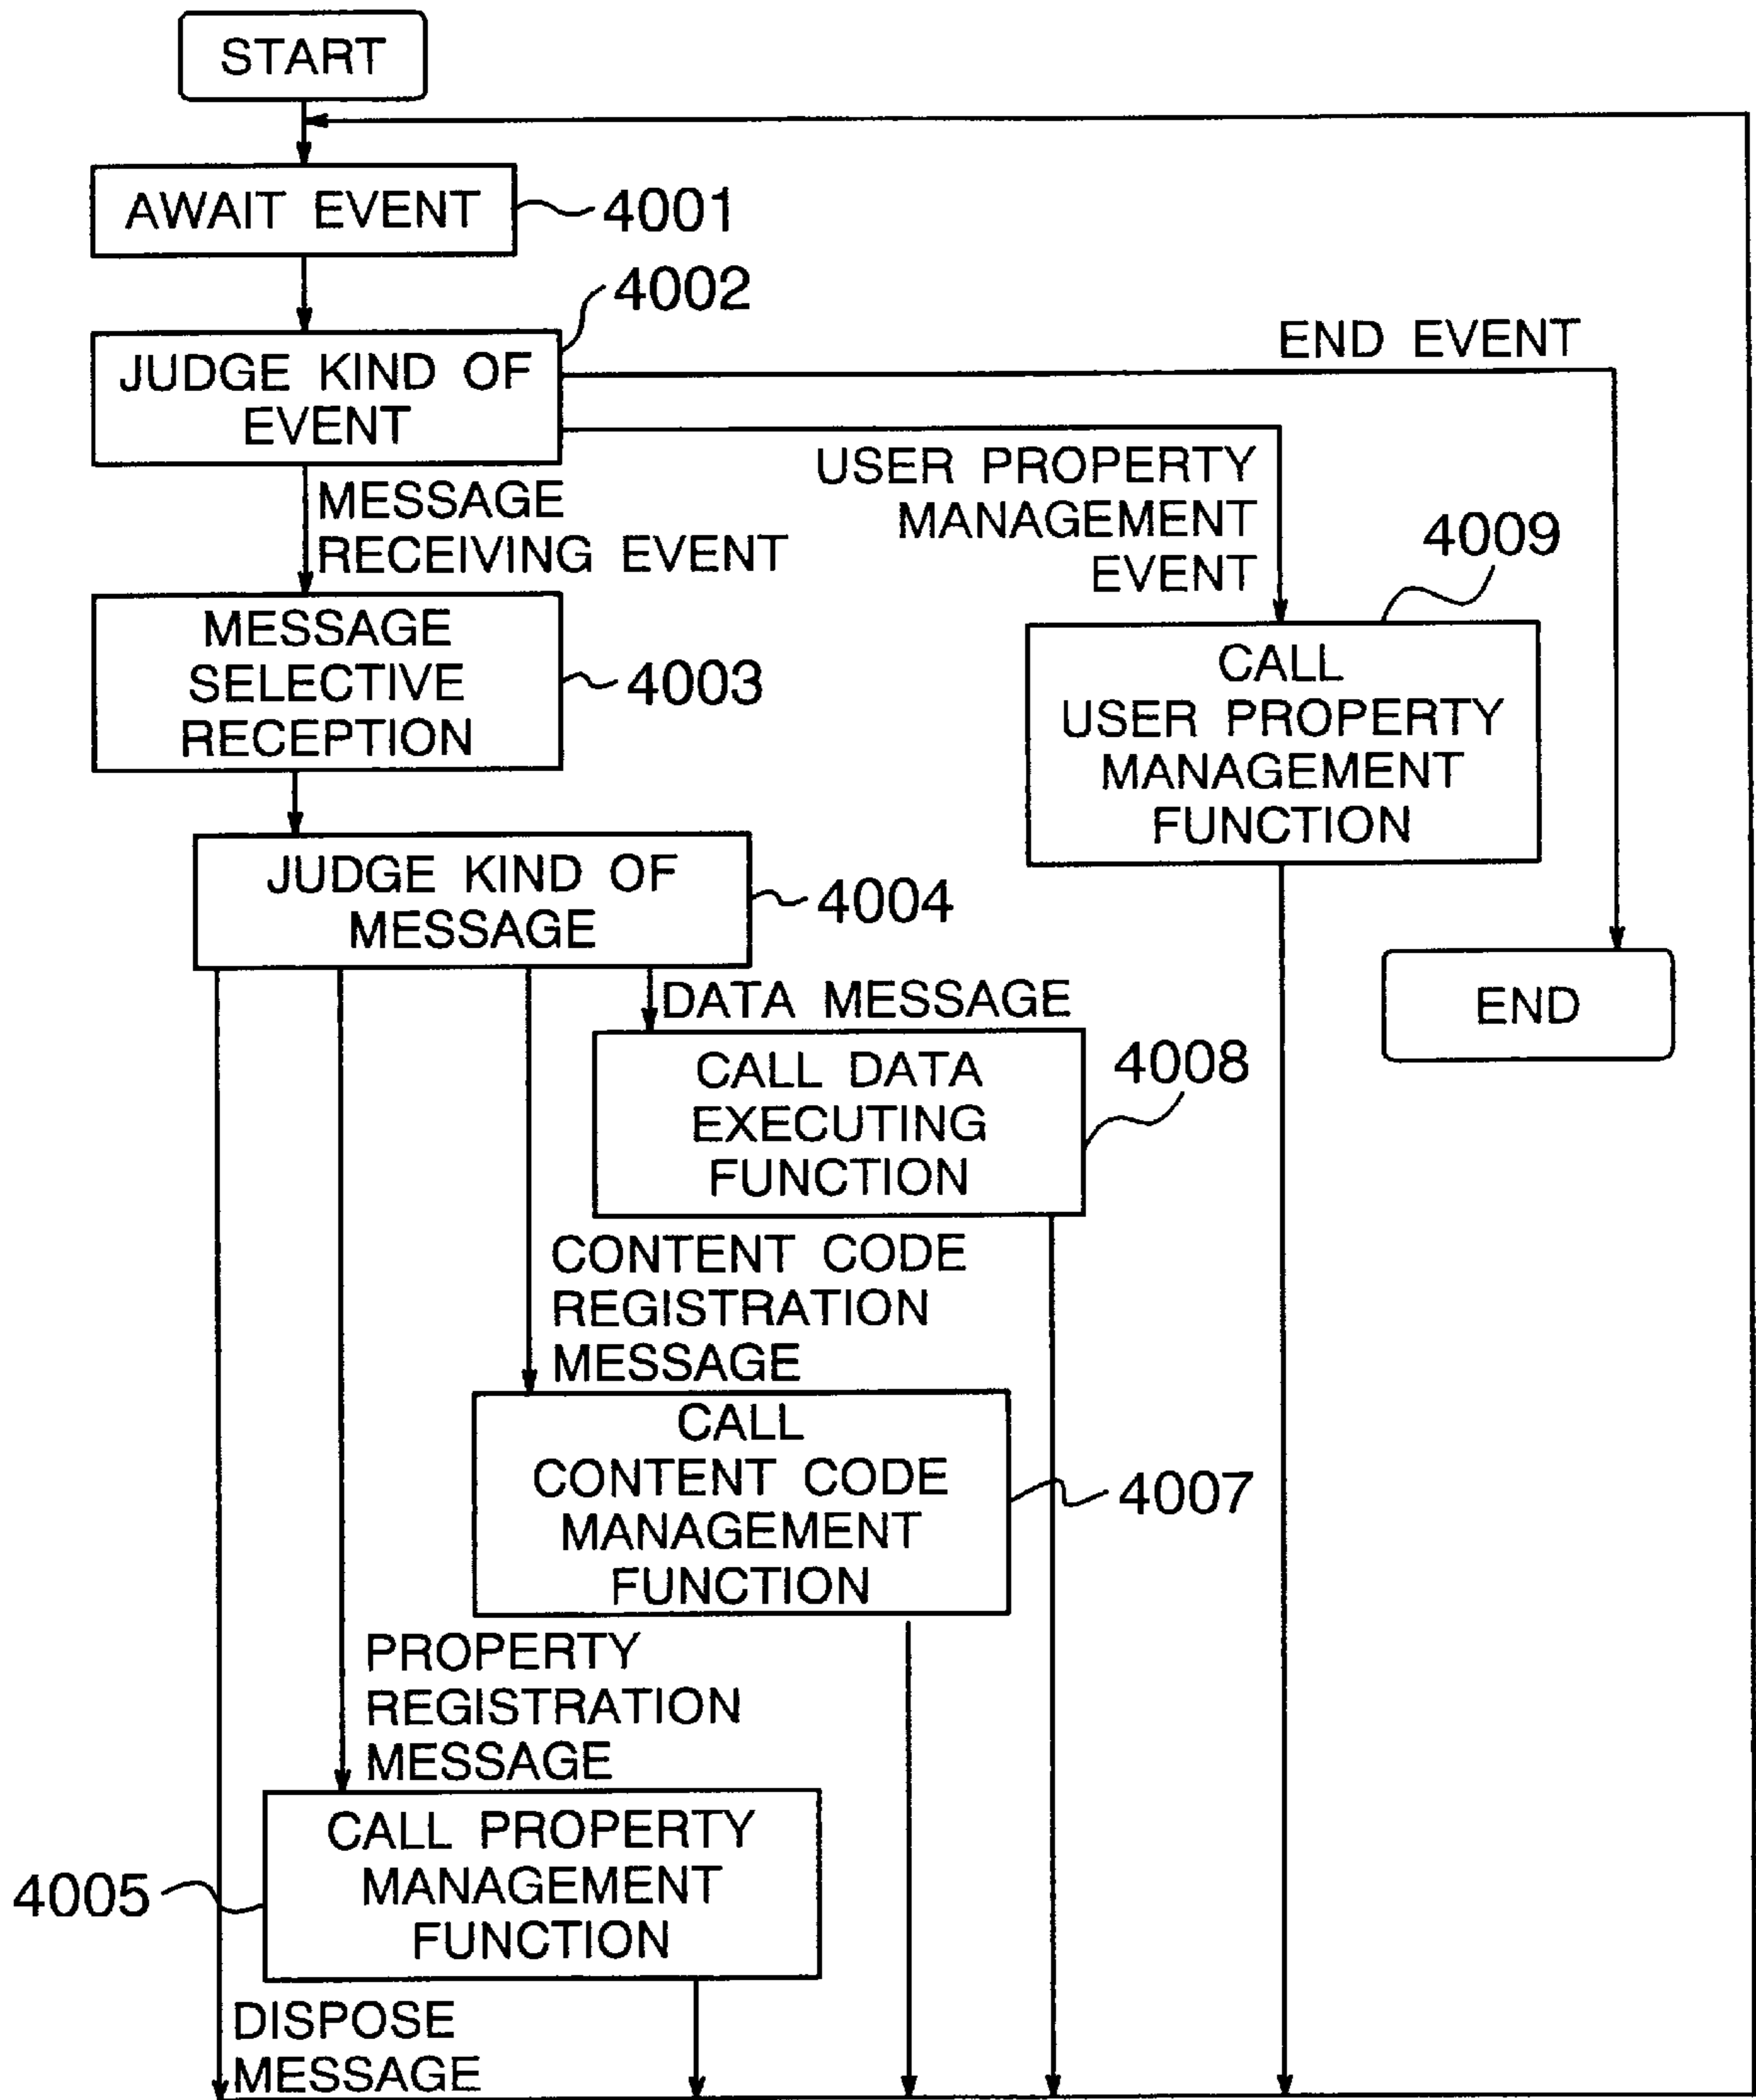 START
AWAIT EVENT
4001
4002
JUDGE KIND OF
EVENT
END EVENT
MESSAGE
RECEIVING EVENT
USER PROPERTY
MANAGEMENT
EVENT
4009
MESSAGE
SELECTIVE
RECEPTION
4003
CALL
USER PROPERTY
MANAGEMENT
FUNCTION
JUDGE KIND OF
MESSAGE
4004
END
DATA MESSAGE
CALL DATA
EXECUTING
FUNCTION
4008
CONTENT CODE
REGISTRATION
MESSAGE
CALL
CONTENT CODE
MANAGEMENT
FUNCTION
4007
PROPERTY
REGISTRATION
MESSAGE
CALL PROPERTY
MANAGEMENT
FUNCTION
4005
DISPOSE
MESSAGE